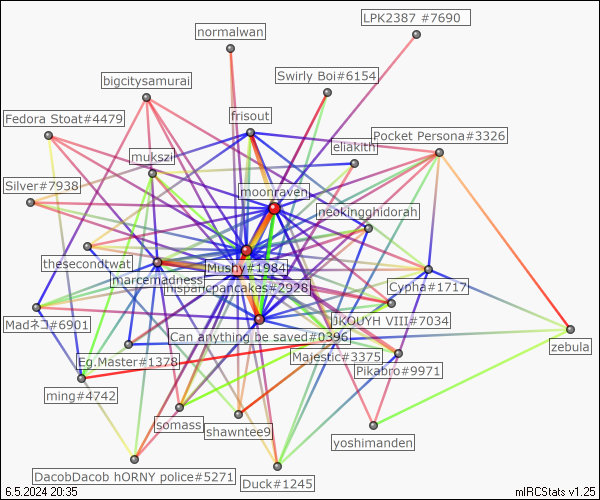 LPK2387 #7690
normalwan
Swirly Boi#6154
bigcitysamurai
Fedora Stoat#4479
frisout
Pocket Persona#3326
eliakith
mukszi
Silver#7938
moonraven
neokingghidorah
thesecondtwat
Mushy#1984
marcemadness
hispanicpancakes#2928
Cypha#1717
Madネコ#6901
JKQUYH VIII#7034
Can anything be saved#0396
zebula
Eg.Master#1378
Majestic#3375
Pikabro#9971
ming#4742
somass
shawntee9
yoshimanden
DacobDacob hORNY police#5271
Duck#1245
6.5.2024 20:35
mIRCStats v1.25